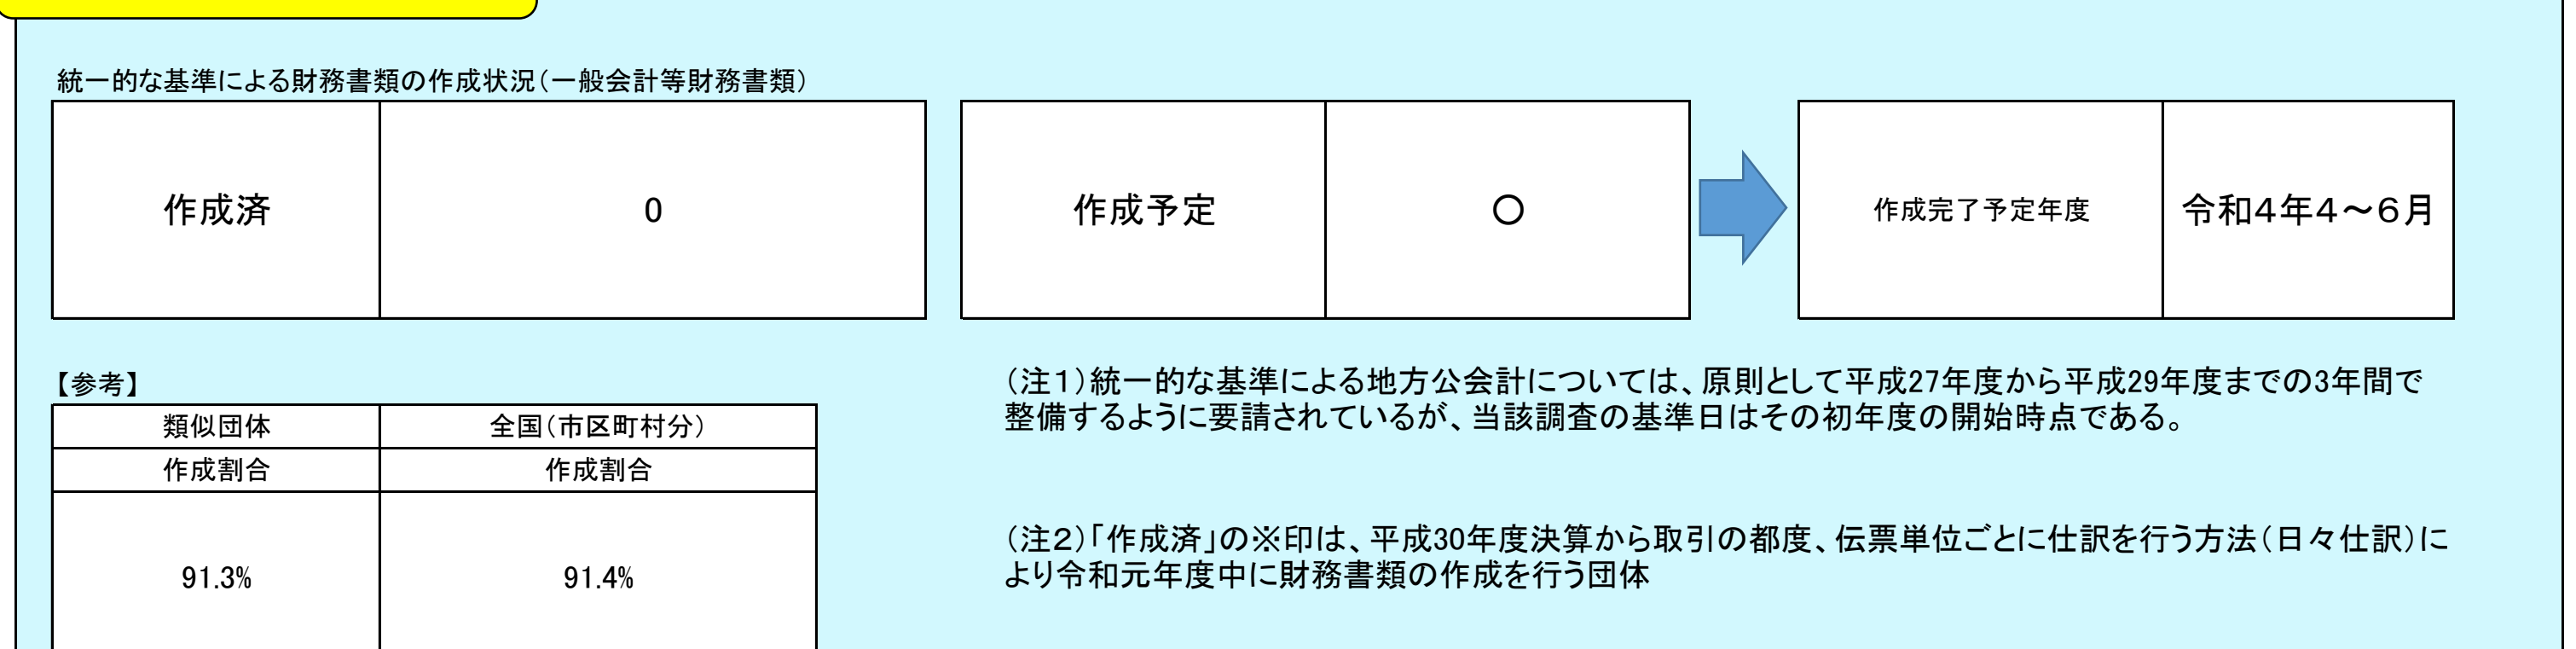 統一的な基準による財務書類の作成状況（一般会計等財務書類）
作成済
0
作成予定
〇
作成完了予定年度
令和４年４～６月
【参考】
類似団体
全国（市区町村分）
作成割合
作成割合
91.3%
91.4%
（注１）統一的な基準による地方公会計については、原則として平成27年度から平成29年度までの3年間で
整備するように要請されているが、当該調査の基準日はその初年度の開始時点である。
（注２）「作成済」の※印は、平成30年度決算から取引の都度、伝票単位ごとに仕訳を行う方法（日々仕訳）に
より令和元年度中に財務書類の作成を行う団体